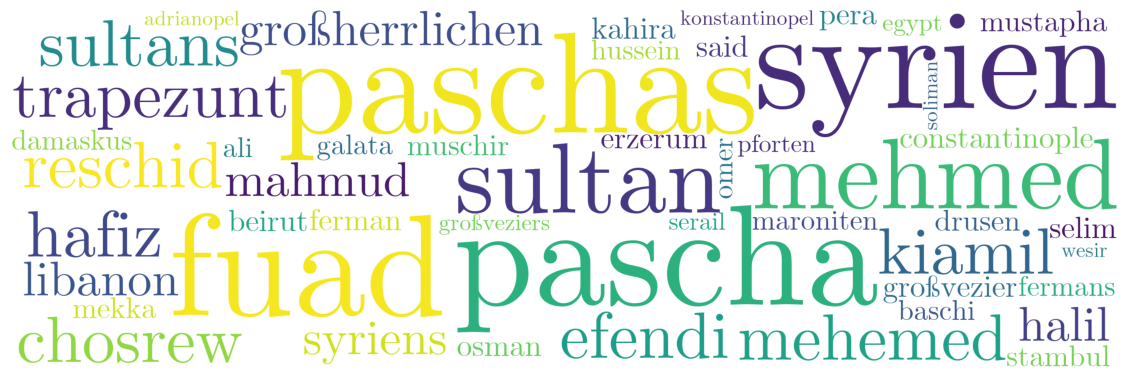 adrianopel
sultans
großherrlichen
kahira
konstantinopel
pera
egypt
mustapha
hussein
said
syrien
soliman
trapezunt
paschas
damaskus
ali
galata
muschir
erzerum
pforten
constantinople
reschid
mahmud
sultan
omer
mehmed
hafiz
beirut
ferman
großveziers
serail
maroniten
drusen
selim
fuad
pascha
kiamil
wesir
libanon
großvezier
fermans
mekka
baschi
chosrew
syriens
osman
efendi
mehemed
halil
stambul